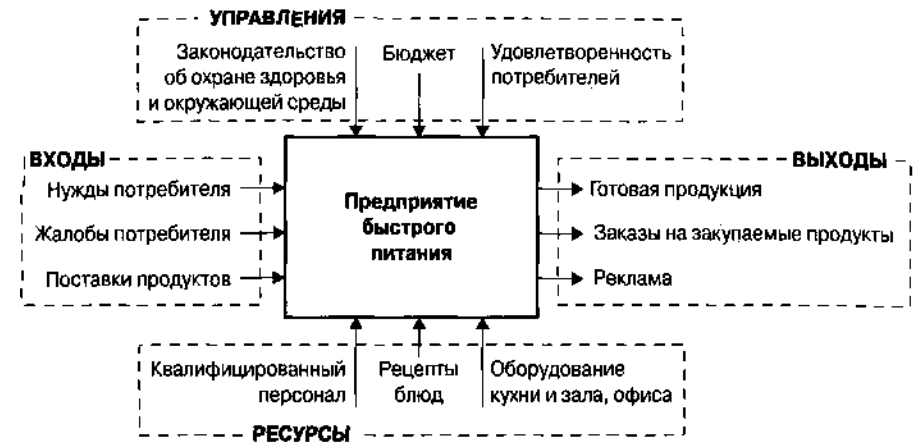 УПРАВЛЕНИЯ
Законодательство
об охране здоровья
и окружающей среды
Бюджет
Удовлетворенность
потребителей
ВХОДЫ
Нужды потребителя
Жалобы потребителя
Поставки продуктов
Предприятие
быстрого
питания
ВЫХОДЫ
Готовая продукция
Заказы на закупаемые продукты
Реклама
Квалифицированный
персонал
Рецепты
блюд
Оборудование
кухни и зала, офиса
РЕСУРСЫ